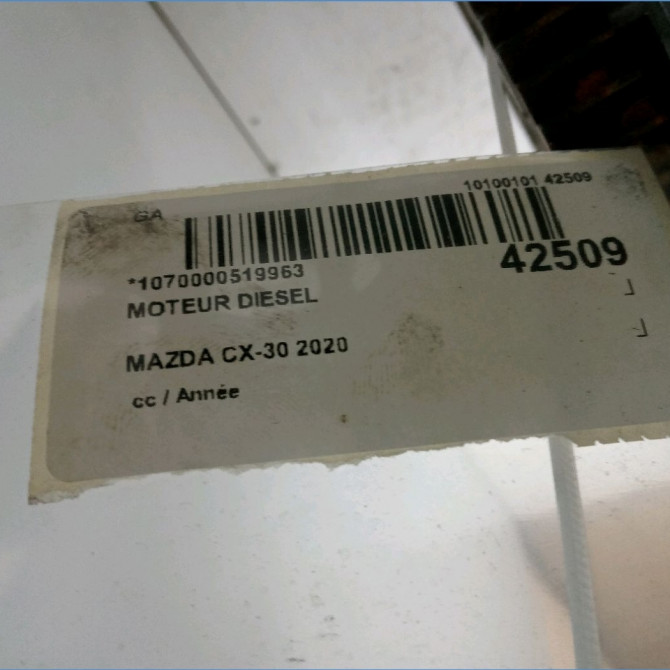 GA
10100101 42509
42509
*1070000519963
MOTEUR DIESEL
MAZDA CX-30 2020
cc / Année